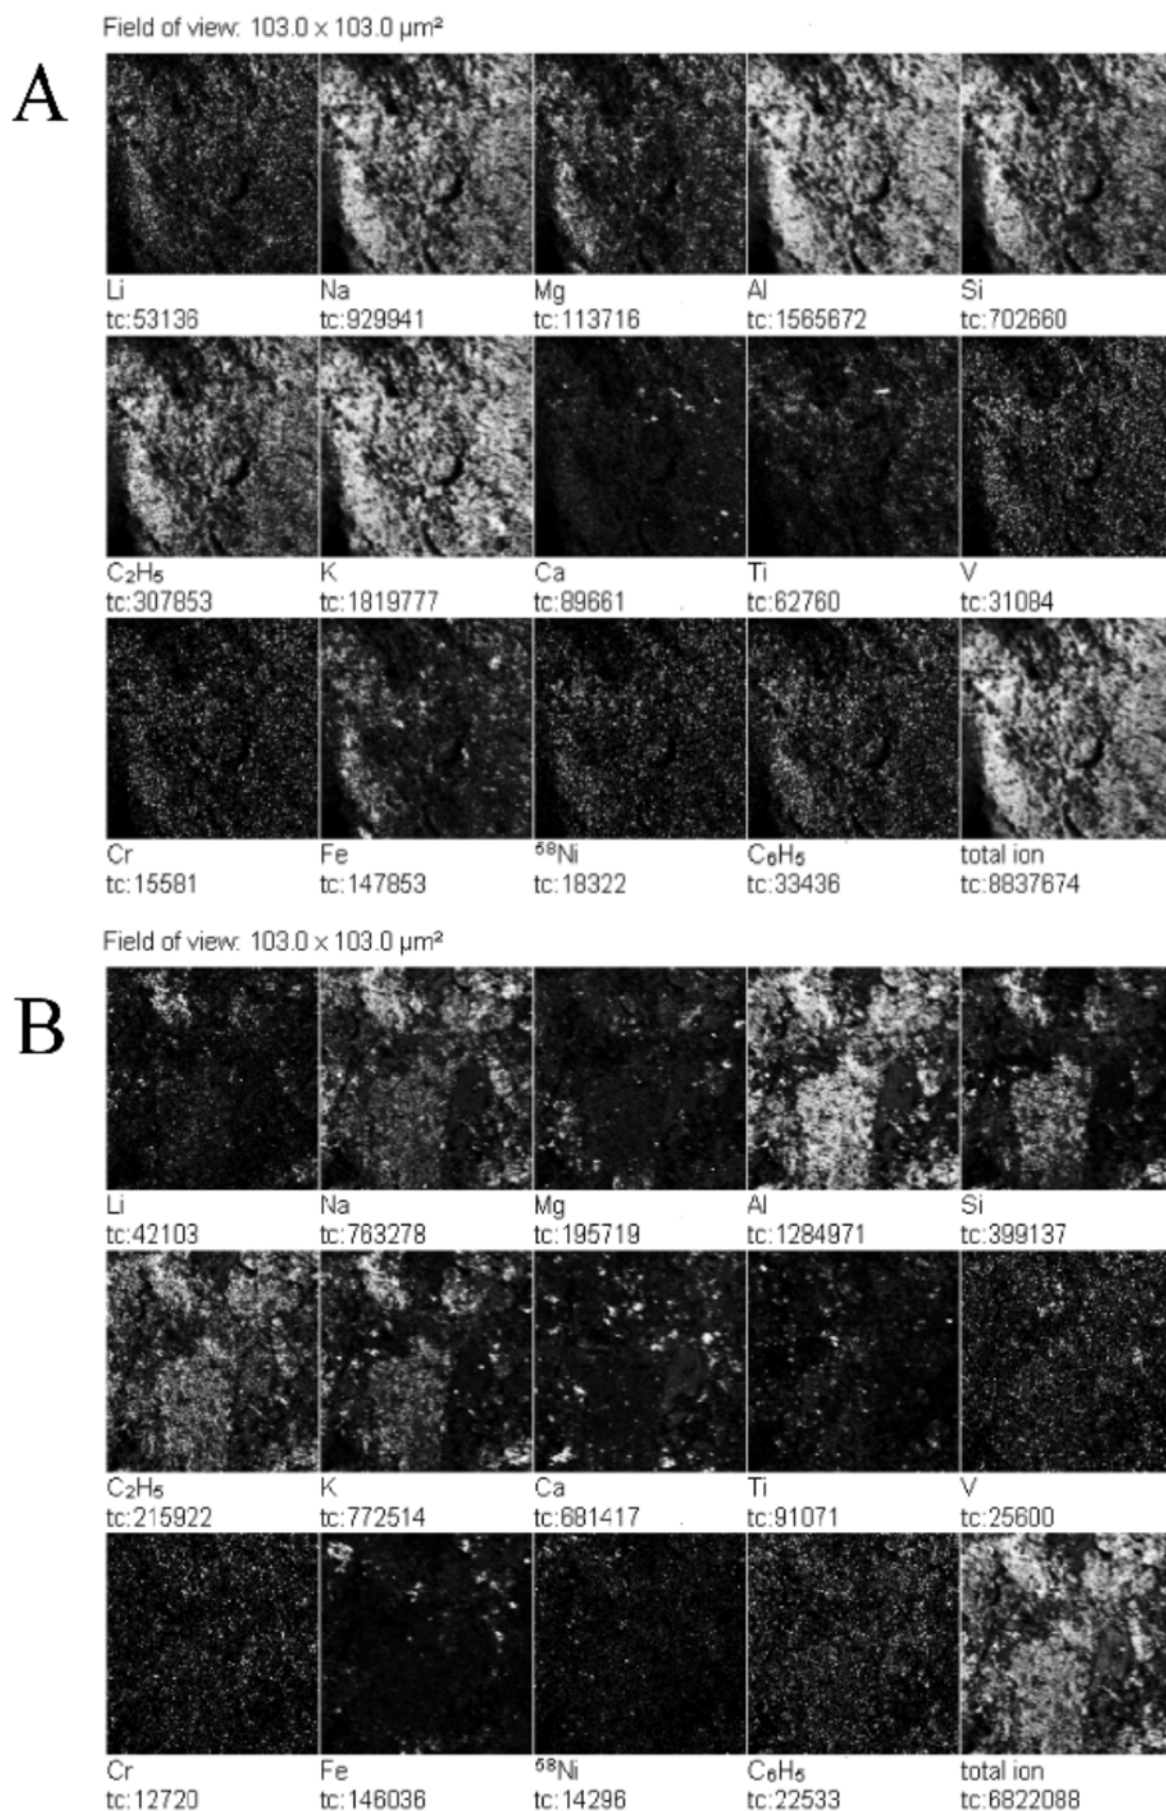 Field of view: 103.0 x 103.0 µm²
A
Li Na Mg Al Si
tc:53136 tc:929941 tc:113716 tc:1565672 tc:702660
C₂H₅ K Ca Ti V
tc:307853 tc:1819777 tc:89661 tc:62760 tc:31084
Cr Fe ⁵⁸Ni C₆H₅ total ion
tc:15581 tc:147853 tc:18322 tc:33436 tc:8837674
Field of view: 103.0 x 103.0 µm²
B
Li Na Mg Al Si
tc:42103 tc:763278 tc:195719 tc:1284971 tc:399137
C₂H₅ K Ca Ti V
tc:215922 tc:772514 tc:681417 tc:91071 tc:25600
Cr Fe ⁵⁸Ni C₆H₅ total ion
tc:12720 tc:146036 tc:14296 tc:22533 tc:6822088